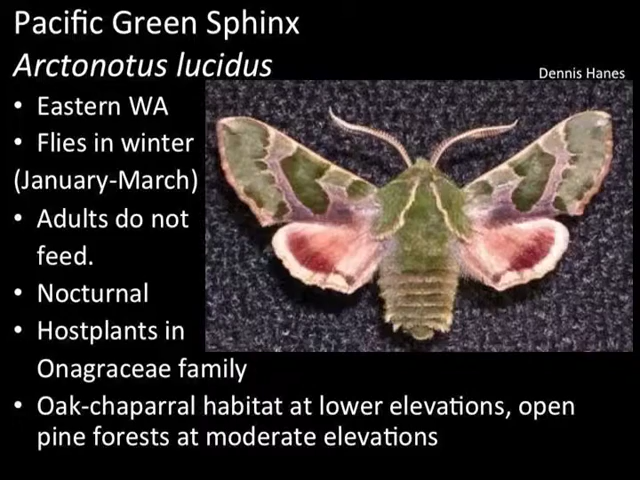 Pacific Green Sphinx
Arctonotus lucidus
Dennis Hanes
• Eastern WA
• Flies in winter
(January-March)
• Adults do not
feed.
• Nocturnal
• Hostplants in
Onagraceae family
• Oak-chaparral habitat at lower elevations, open
pine forests at moderate elevations